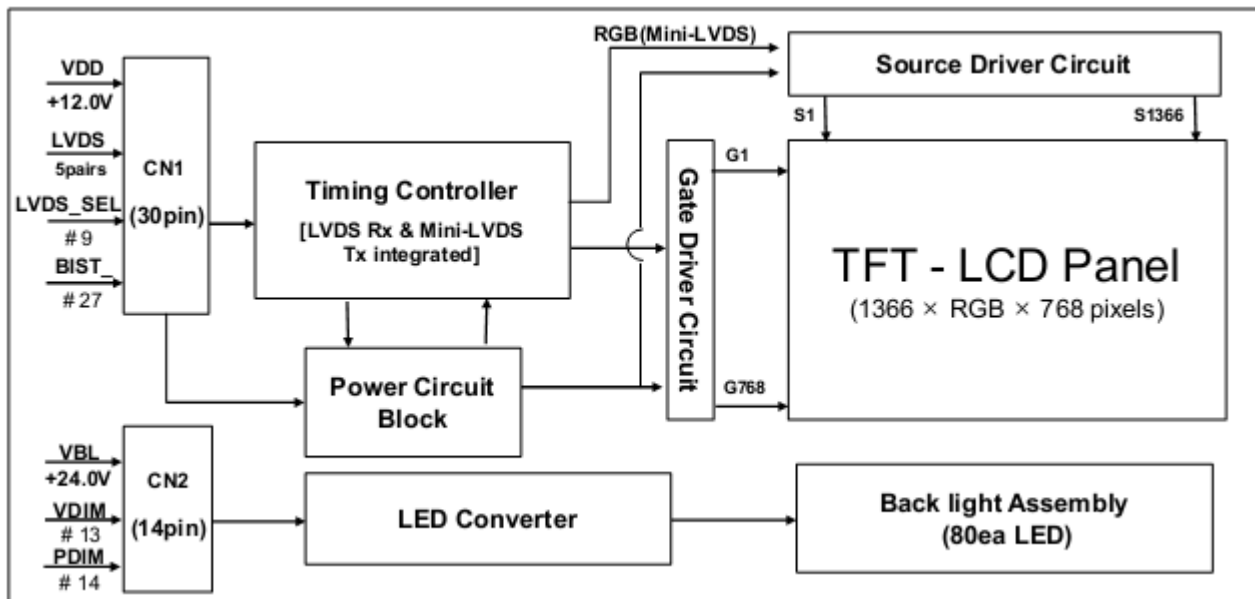 RGB(Mini-LVDS)
Source Driver Circuit
S1
S1366
VDD
+12.0V
LVDS
5pairs
LVDS_SEL
# 9
BIST_
# 27
CN1
(30pin)
Timing Controller
[LVDS Rx & Mini-LVDS
Tx integrated]
Gate Driver Circuit
G1
G768
TFT - LCD Panel
(1366 × RGB × 768 pixels)
Power Circuit
Block
VBL
+24.0V
VDIM
# 13
PDIM
# 14
CN2
(14pin)
LED Converter
Back light Assembly
(80ea LED)